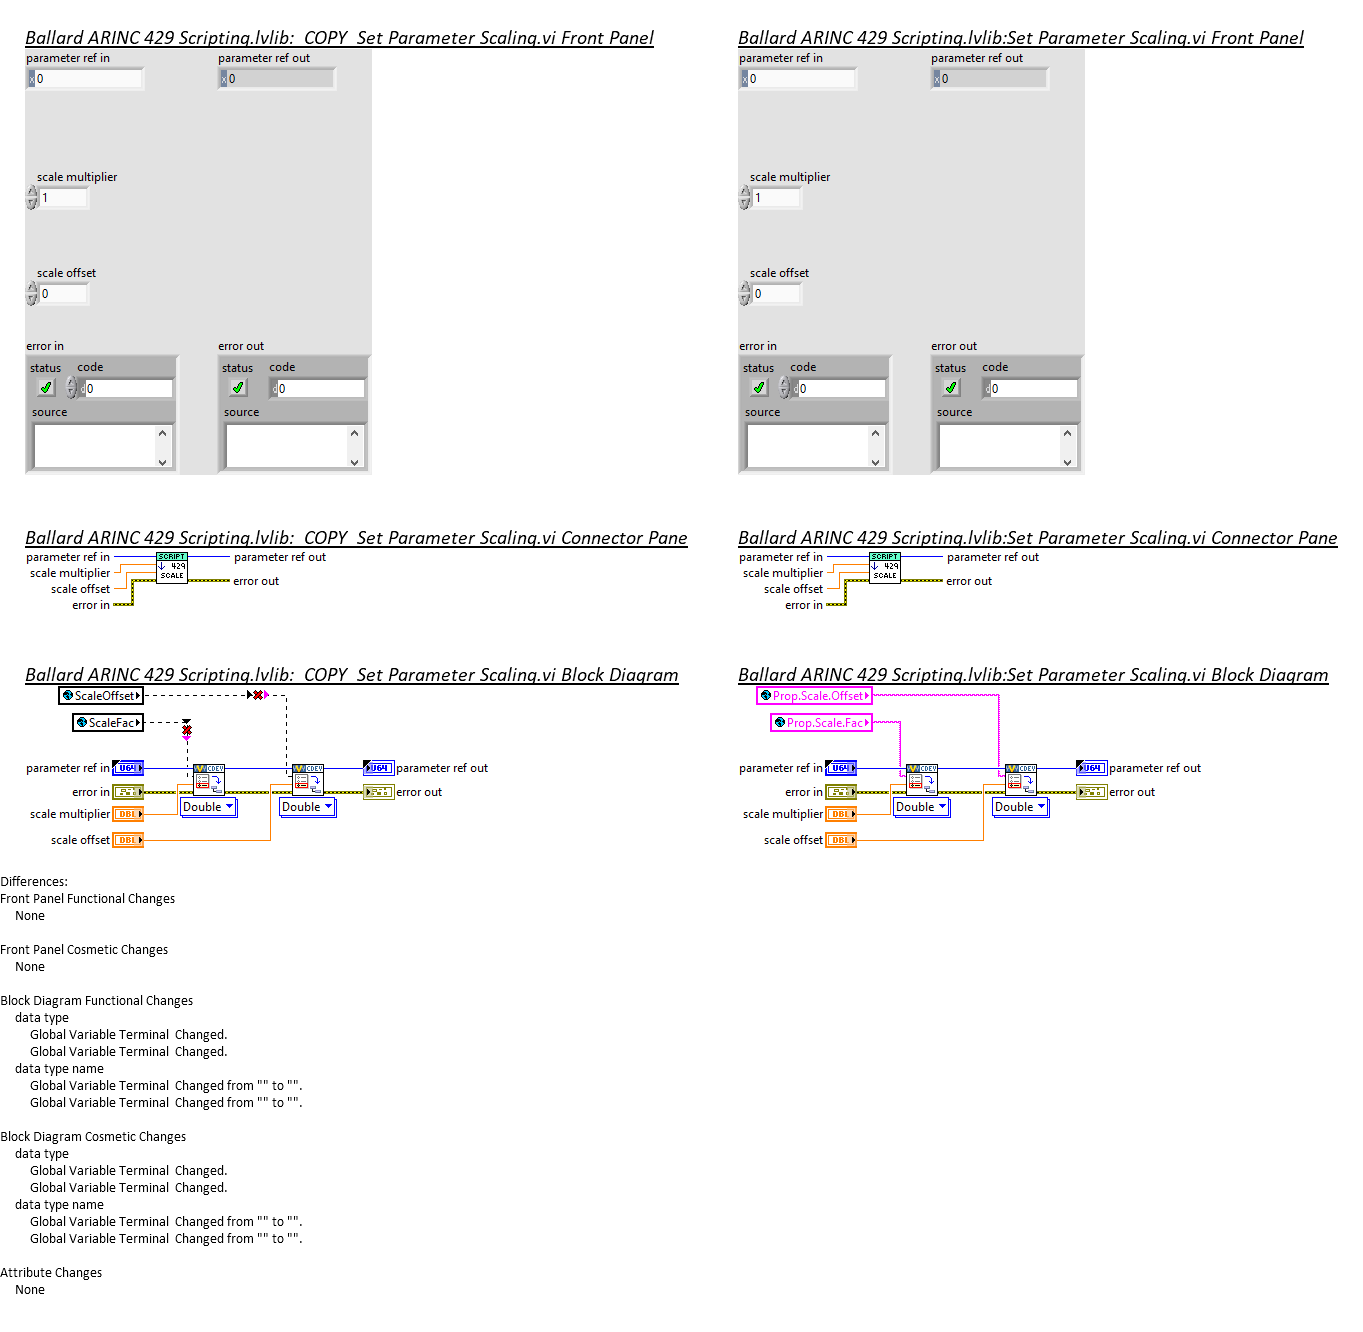 Ballard ARINC 429 Scripting.lvlib:  COPY  Set Parameter Scaling.vi Front Panel
parameter ref in
parameter ref out
x 0
x 0
scale multiplier
1
scale offset
0
error in
error out
status
code
status
code
d 0
d 0
source
source
Ballard ARINC 429 Scripting.lvlib:Set Parameter Scaling.vi Front Panel
parameter ref in
parameter ref out
x 0
x 0
scale multiplier
1
scale offset
0
error in
error out
status
code
status
code
d 0
d 0
source
source
Ballard ARINC 429 Scripting.lvlib:  COPY  Set Parameter Scaling.vi Connector Pane
parameter ref in
SCRIPT
parameter ref out
scale multiplier
429
SCALE
scale offset
error out
error in
Ballard ARINC 429 Scripting.lvlib:Set Parameter Scaling.vi Connector Pane
parameter ref in
SCRIPT
parameter ref out
scale multiplier
429
SCALE
scale offset
error out
error in
Ballard ARINC 429 Scripting.lvlib:  COPY  Set Parameter Scaling.vi Block Diagram
ScaleOffset
ScaleFac
parameter ref in
U64
CDEV
CDEV
U64
parameter ref out
error in
error out
Double
Double
scale multiplier
DBL
scale offset
DBL
Ballard ARINC 429 Scripting.lvlib:Set Parameter Scaling.vi Block Diagram
Prop.Scale.Offset
Prop.Scale.Fac
parameter ref in
U64
CDEV
CDEV
U64
parameter ref out
error in
error out
Double
Double
scale multiplier
DBL
scale offset
DBL
Differences:
Front Panel Functional Changes
None
Front Panel Cosmetic Changes
None
Block Diagram Functional Changes
data type
Global Variable Terminal  Changed.
Global Variable Terminal  Changed.
data type name
Global Variable Terminal  Changed from "" to "".
Global Variable Terminal  Changed from "" to "".
Block Diagram Cosmetic Changes
data type
Global Variable Terminal  Changed.
Global Variable Terminal  Changed.
data type name
Global Variable Terminal  Changed from "" to "".
Global Variable Terminal  Changed from "" to "".
Attribute Changes
None